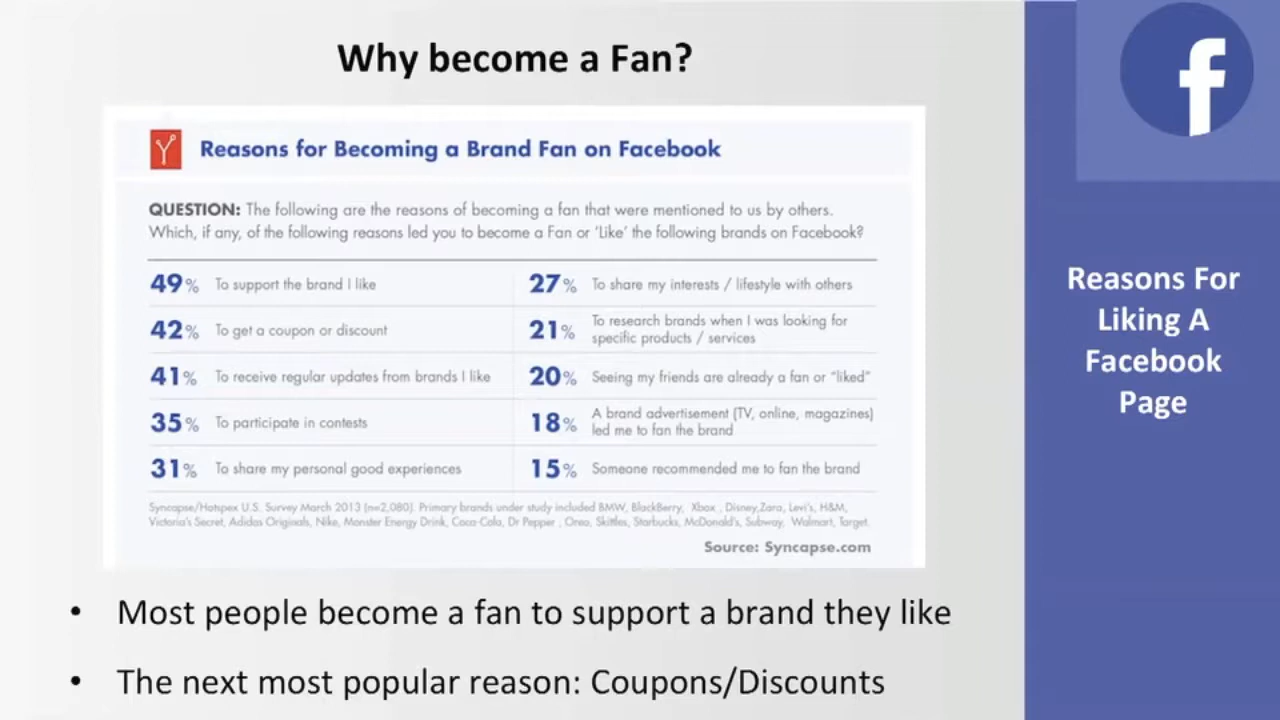 Why become a Fan?
Reasons for Becoming a Brand Fan on Facebook
QUESTION: The following are the reasons of becoming a fan that were mentioned to us by others.
Which, if any, of the following reasons led you to become a Fan or 'Like' the following brands on Facebook?
49% To support the brand I like
42% To get a coupon or discount
41% To receive regular updates from brands I like
35% To participate in contests
31% To share my personal good experiences
27% To share my interests / lifestyle with others
21% To research brands when I was looking for
specific products / services
20% Seeing my friends are already a fan or "liked"
18% A brand advertisement (TV, online, magazines)
led me to fan the brand
15% Someone recommended me to fan the brand
Syncapse/Hotspex U.S. Survey March 2013 (n=2,080). Primary brands under study included BMW, BlackBerry, Xbox , Disney,Zara, Levi's, H&M,
Victoria's Secret, Adidas Originals, Nike, Monster Energy Drink, Coca-Cola, Dr Pepper , Oreo, Skittles, Starbucks, McDonald's, Subway, Walmart, Target.
Source: Syncapse.com
• Most people become a fan to support a brand they like
• The next most popular reason: Coupons/Discounts
f
Reasons For
Liking A
Facebook
Page